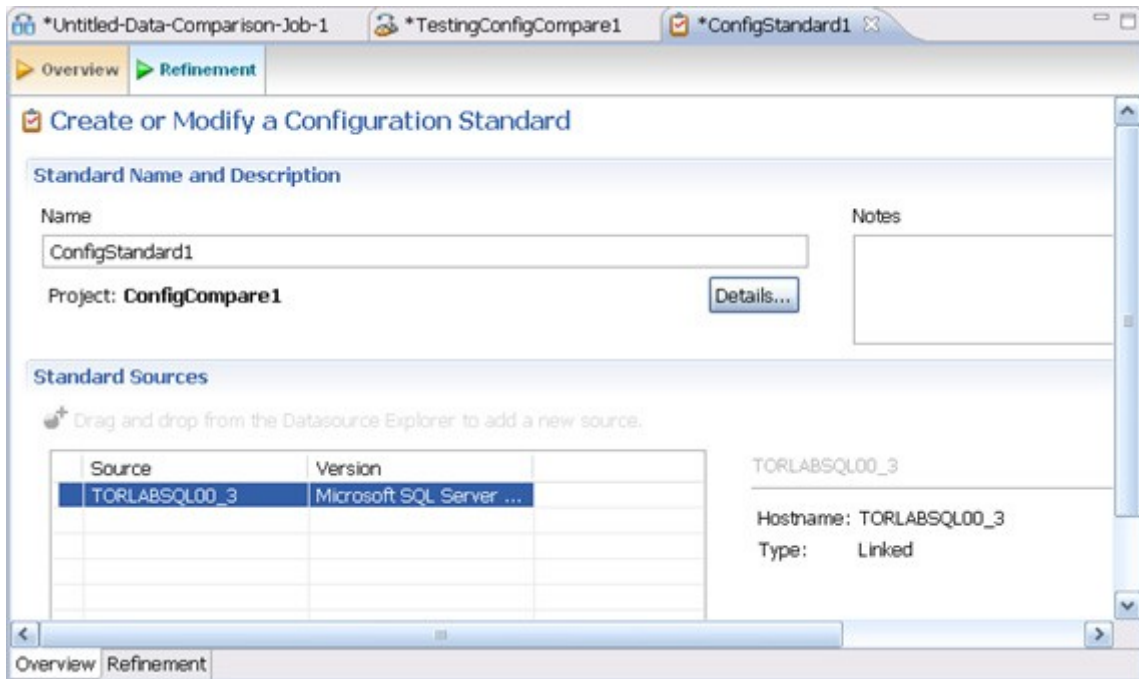 *Untitled-Data-Comparison-Job-1 *TestingConfigCompare1 *ConfigStandard1
Overview Refinement
Create or Modify a Configuration Standard
Standard Name and Description
Name Notes
ConfigStandard1
Project: ConfigCompare1 Details...
Standard Sources
Drag and drop from the Datasource Explorer to add a new source.
Source Version TORLABSQL00_3
TORLABSQL00_3 Microsoft SQL Server ...
Hostname: TORLABSQL00_3
Type: Linked
Overview Refinement